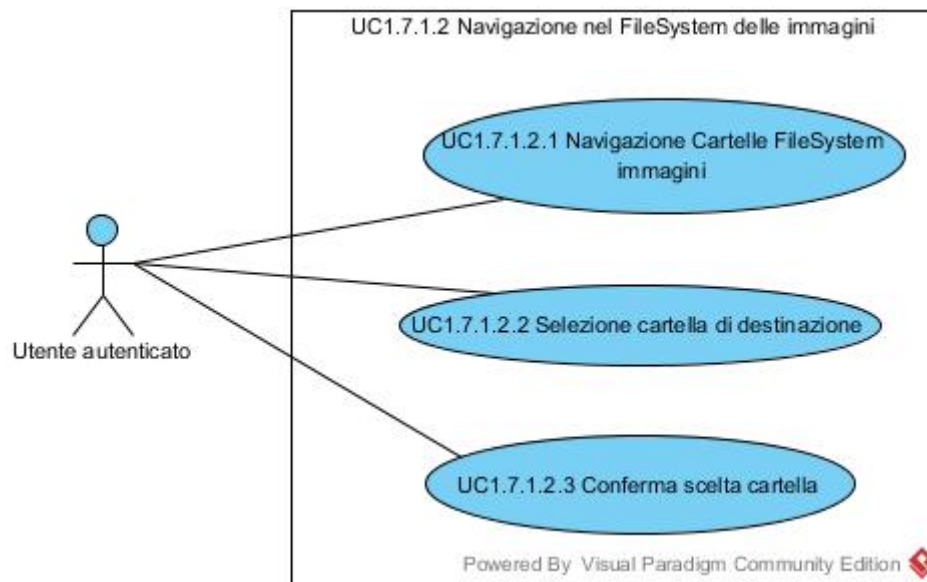 UC1.7.1.2 Navigazione nel FileSystem delle immagini
UC1.7.1.2.1 Navigazione Cartelle FileSystem
immagini
UC1.7.1.2.2 Selezione cartella di destinazione
Utente autenticato
UC1.7.1.2.3 Conferma scelta cartella
Powered By Visual Paradigm Community Edition